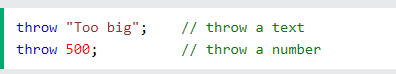 throw "Too big";    // throw a text
throw 500;          // throw a number